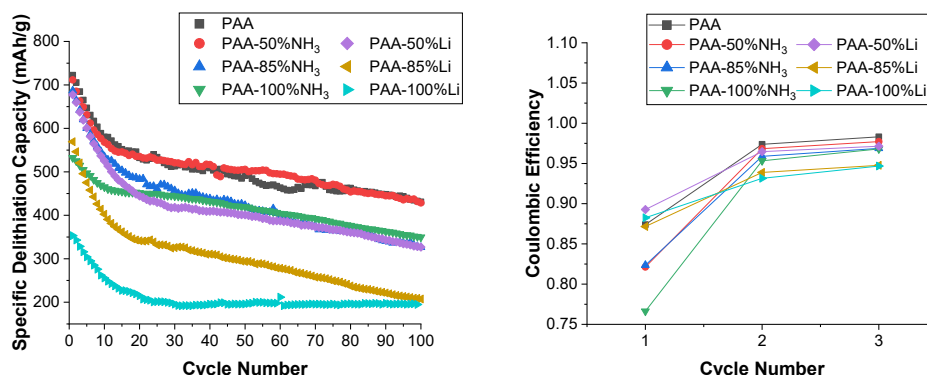 PAA
PAA-50%NH₃ PAA-50%Li
PAA-85%NH₃ PAA-85%Li
PAA-100%NH₃ PAA-100%Li
Specific Delithiation Capacity (mAh/g)
800
700
600
500
400
300
200
0 10 20 30 40 50 60 70 80 90 100
Cycle Number
PAA
PAA-50%NH₃ PAA-50%Li
PAA-85%NH₃ PAA-85%Li
PAA-100%NH₃ PAA-100%Li
Coulombic Efficiency
1.10
1.05
1.00
0.95
0.90
0.85
0.80
0.75
1 2 3
Cycle Number